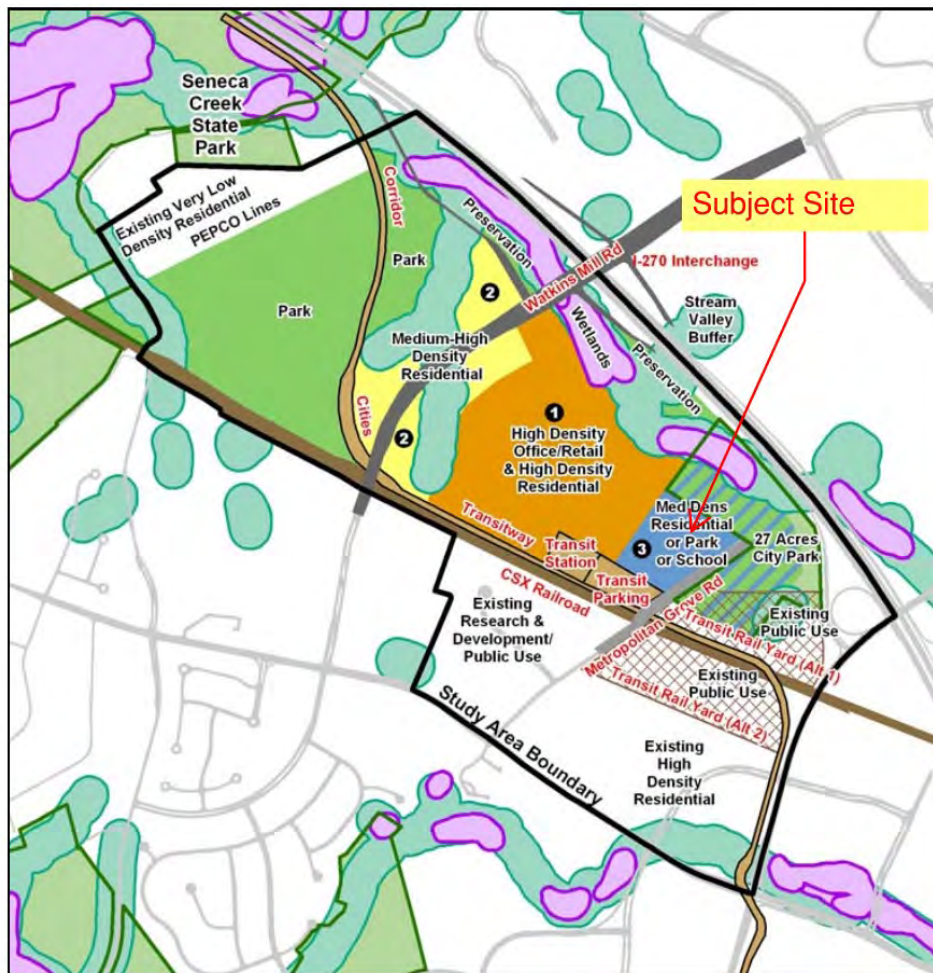 Seneca
Creek
State
Park
Existing Very Low
Density Residential
PEPCO Lines
Corridor
Park
Park
Preservation
Subject Site
I-270 Interchange
Watkins Mill Rd
Wetlands
Stream
Valley
Buffer
Preservation
2
Medium-High
Density
Residential
Cities
2
1
High Density
Office/Retail
& High Density
Residential
Med Dens
Residential
or Park
or School
3
27 Acres
City Park
Transitway
Transit
Station
Transit
Parking
CSX Railroad
Metropolitan Grove Rd
Existing
Public Use
Transit Rail Yard (Alt 1)
Existing
Research &
Development/
Public Use
Existing
Public Use
Transit Rail Yard (Alt 2)
Study Area Boundary
Existing
High
Density
Residential